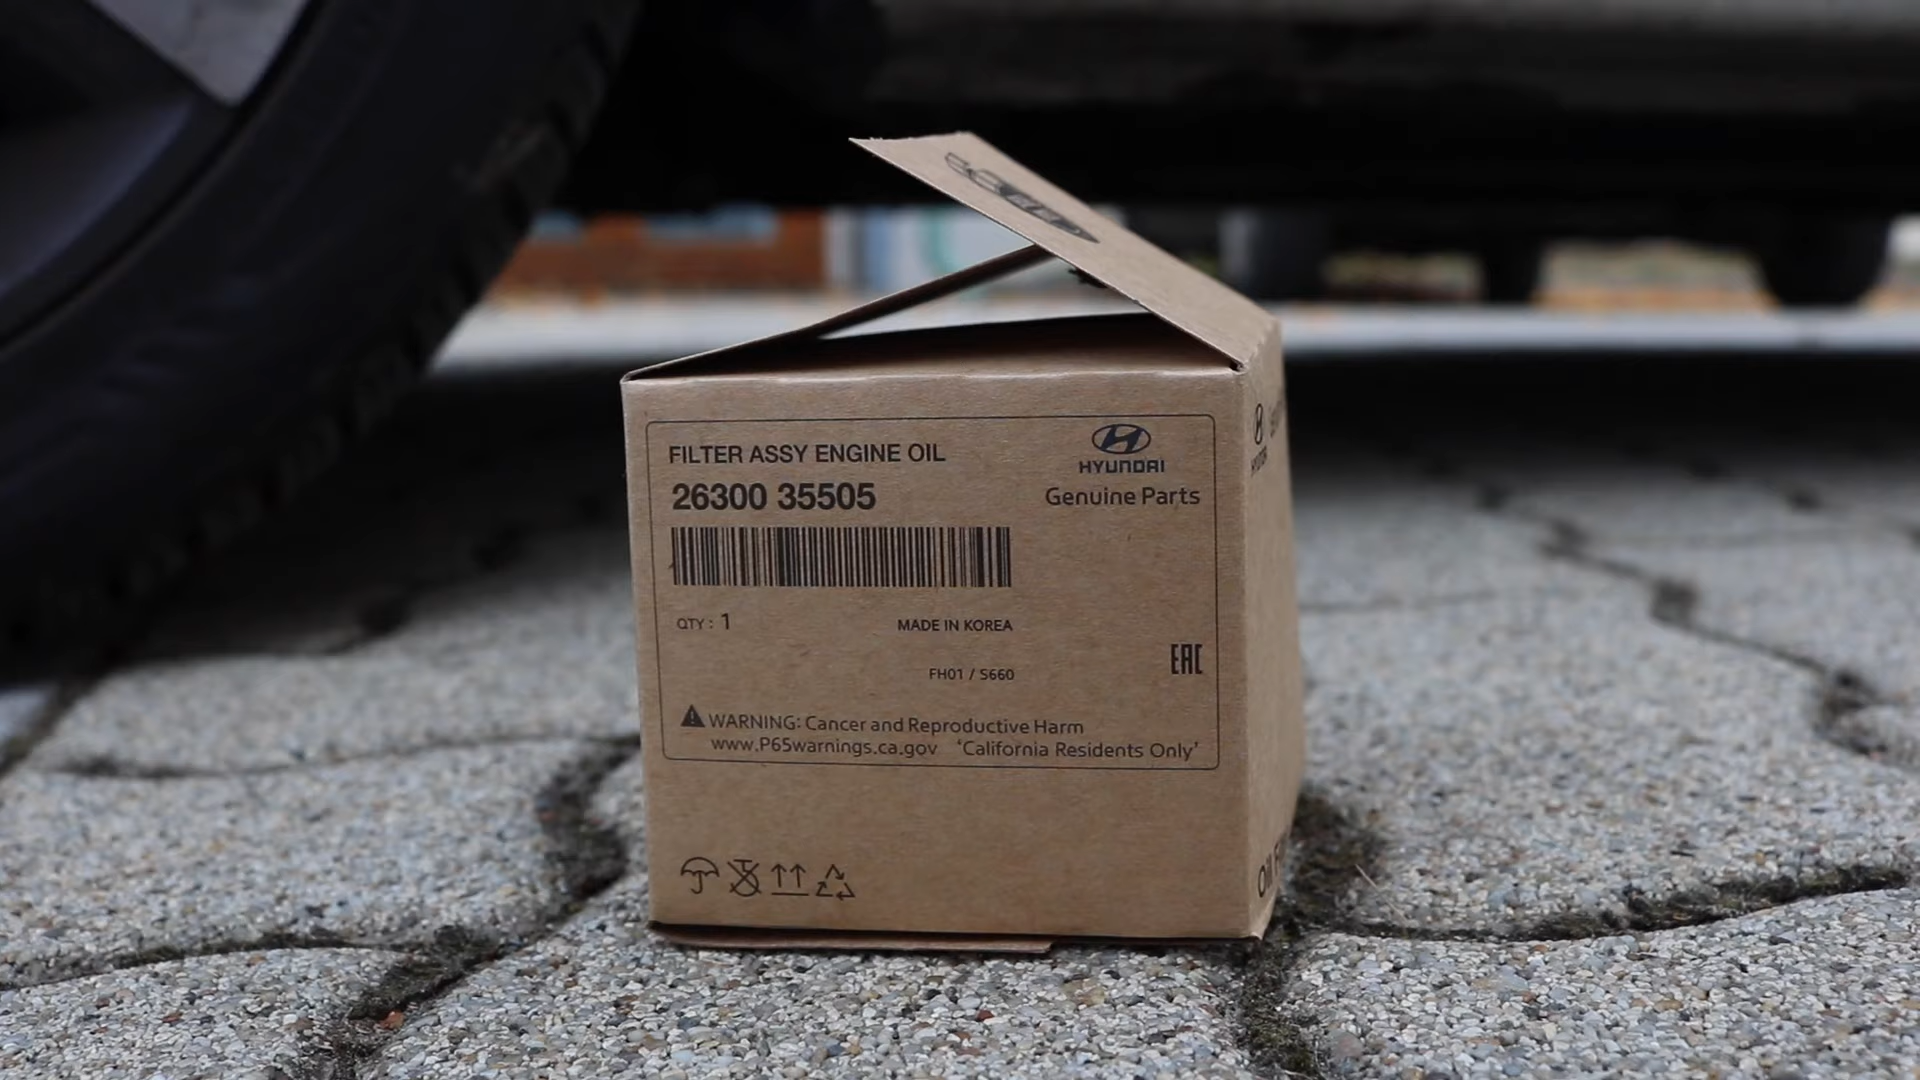 FILTER ASSY ENGINE OIL
26300 35505
HYUNDAI
Genuine Parts
QTY : 1
MADE IN KOREA
FH01 / S660
EAC
WARNING: Cancer and Reproductive Harm
www.P65warnings.ca.gov 'California Residents Only'